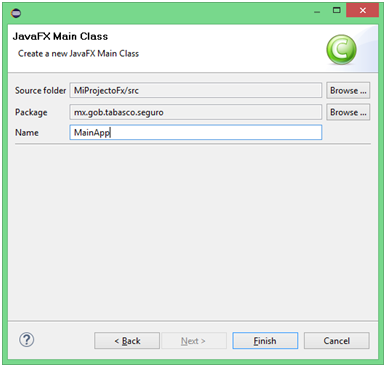 JavaFX Main Class
Create a new JavaFX Main Class
Source folder MiProjectoFx/src Browse ...
Package mx.gob.tabasco.seguro Browse ...
Name MainApp
? < Back Next > Finish Cancel